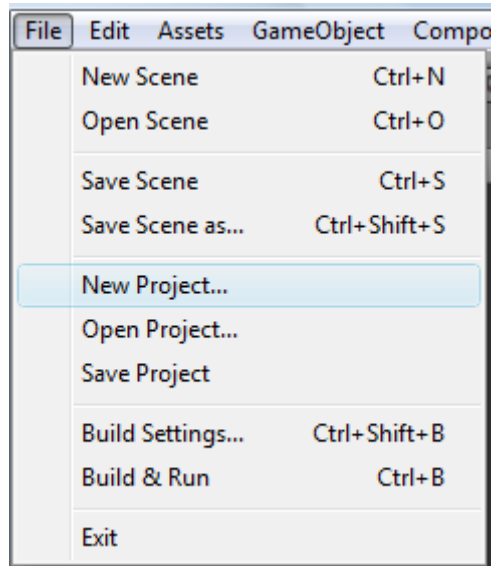 File Edit Assets GameObject Compo
New Scene Ctrl+N
Open Scene Ctrl+O
Save Scene Ctrl+S
Save Scene as... Ctrl+Shift+S
New Project...
Open Project...
Save Project
Build Settings... Ctrl+Shift+B
Build & Run Ctrl+B
Exit